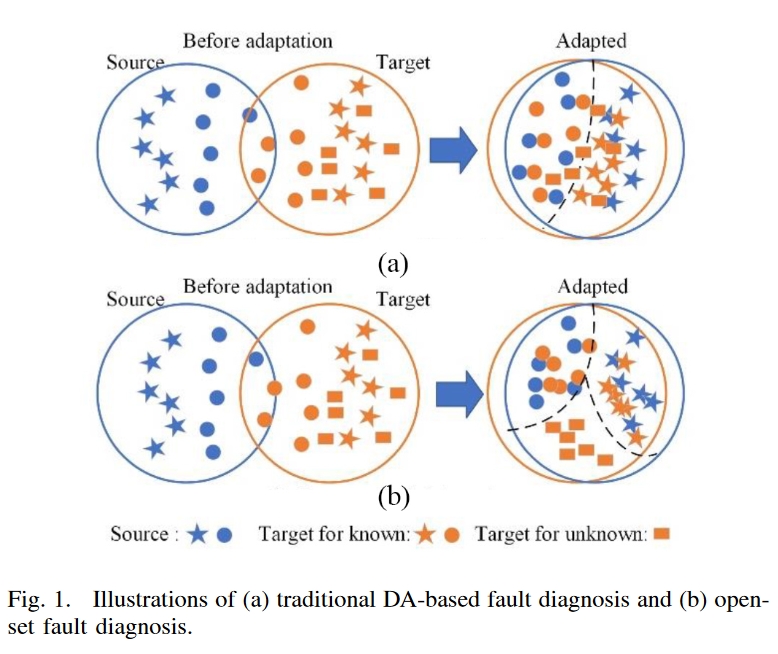 Before adaptation
Adapted
Source
Target
(a)
Before adaptation
Adapted
Source
Target
(b)
Source : Target for known: Target for unknown:
Fig. 1. Illustrations of (a) traditional DA-based fault diagnosis and (b) open-
set fault diagnosis.